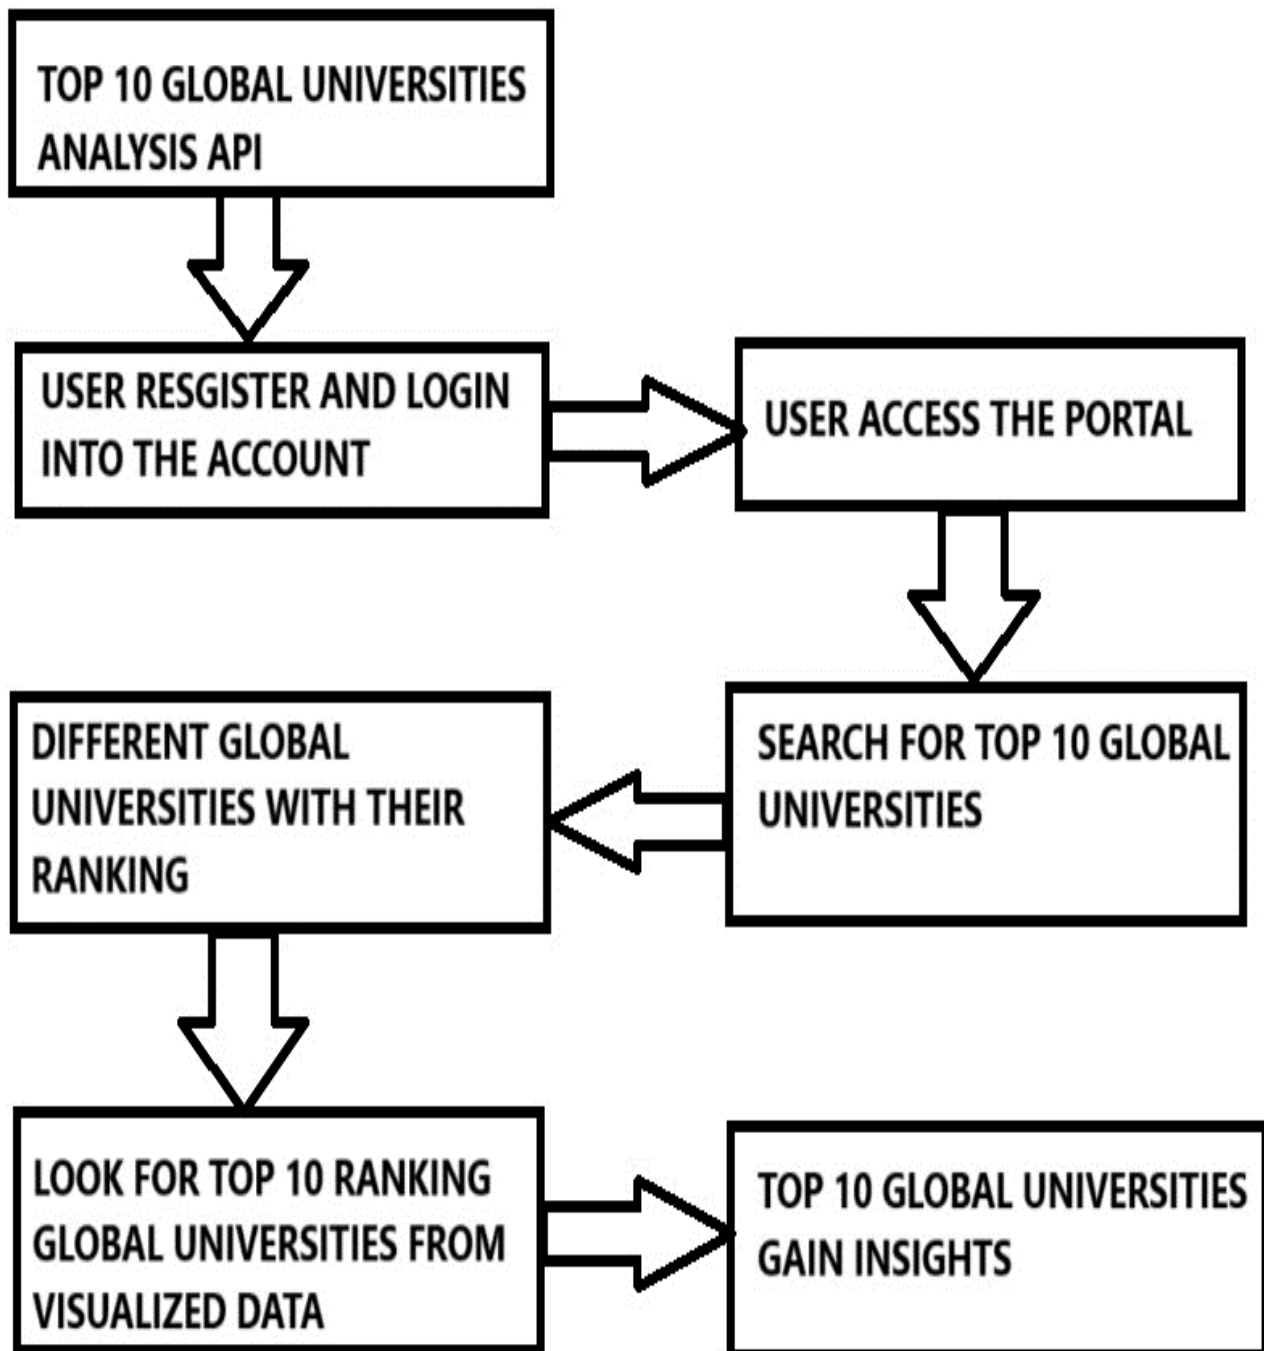 TOP 10 GLOBAL UNIVERSITIES
ANALYSIS API
USER RESGISTER AND LOGIN
INTO THE ACCOUNT
USER ACCESS THE PORTAL
SEARCH FOR TOP 10 GLOBAL
UNIVERSITIES
DIFFERENT GLOBAL
UNIVERSITIES WITH THEIR
RANKING
LOOK FOR TOP 10 RANKING
GLOBAL UNIVERSITIES FROM
VISUALIZED DATA
TOP 10 GLOBAL UNIVERSITIES
GAIN INSIGHTS